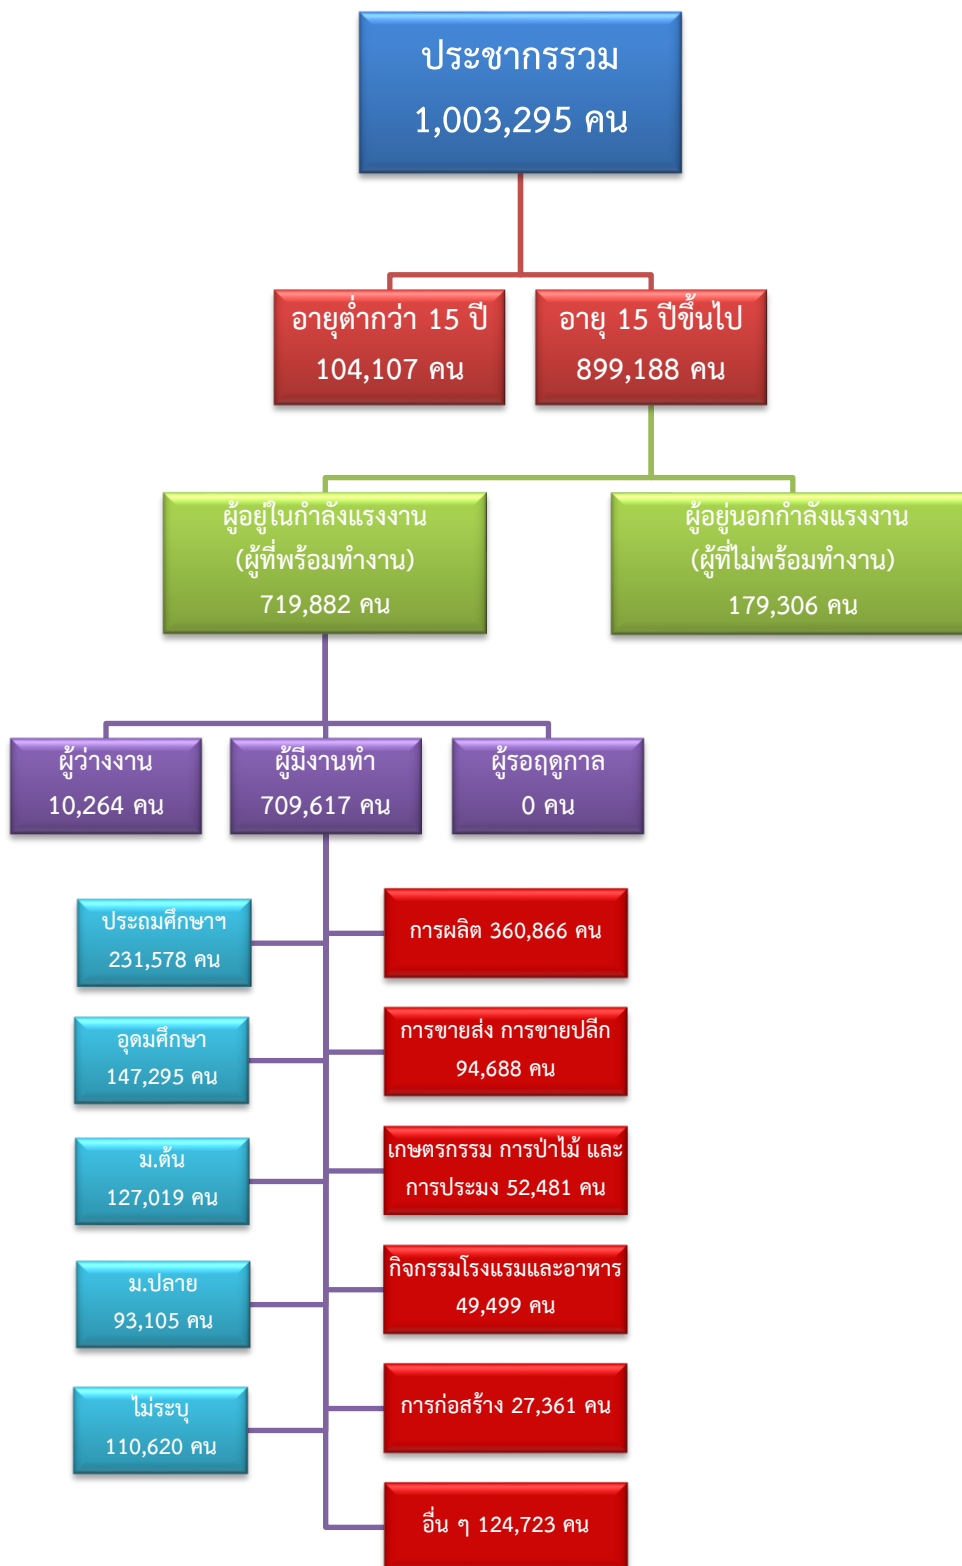 ประชากรรวม
1,003,295 คน
อายุต่ำกว่า 15 ปี
104,107 คน
อายุ 15 ปีขึ้นไป
899,188 คน
ผู้อยู่ในกำลังแรงงาน
(ผู้ที่พร้อมทำงาน)
719,882 คน
ผู้อยู่นอกกำลังแรงงาน
(ผู้ที่ไม่พร้อมทำงาน)
179,306 คน
ผู้ว่างงาน
10,264 คน
ผู้มีงานทำ
709,617 คน
ผู้รอฤดูกาล
0 คน
ประถมศึกษาฯ
231,578 คน
อุดมศึกษา
147,295 คน
ม.ต้น
127,019 คน
ม.ปลาย
93,105 คน
ไม่ระบุ
110,620 คน
การผลิต 360,866 คน
การขายส่ง การขายปลีก
94,688 คน
เกษตรกรรม การป่าไม้ และ
การประมง 52,481 คน
กิจกรรมโรงแรมและอาหาร
49,499 คน
การก่อสร้าง 27,361 คน
อื่น ๆ 124,723 คน